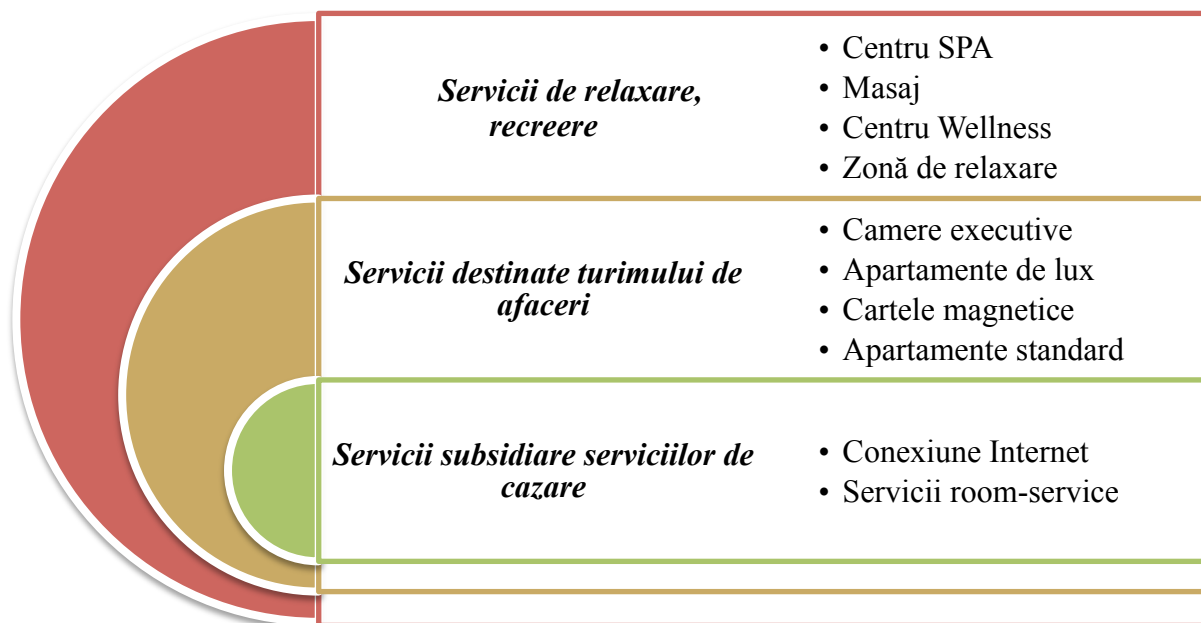 Servicii de relaxare,
recreere
• Centru SPA
• Masaj
• Centru Wellness
• Zonă de relaxare
Servicii destinate turimului de
afaceri
• Camere executive
• Apartamente de lux
• Cartele magnetice
• Apartamente standard
Servicii subsidiare serviciilor de
cazare
• Conexiune Internet
• Servicii room-service